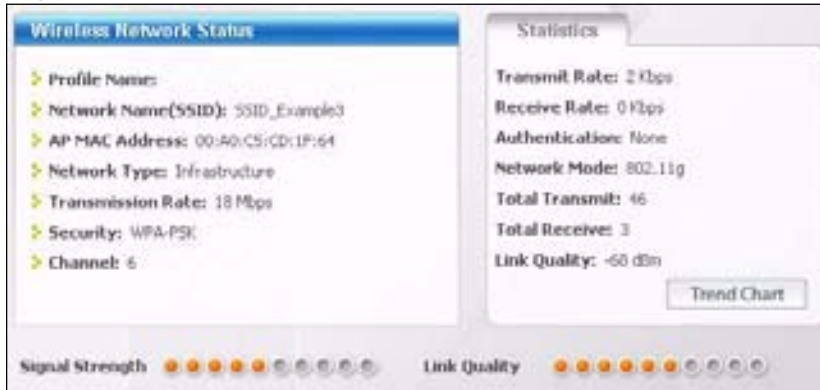 Wireless Network Status
Profile Name:
Network Name(SSID): SSID_Example3
AP MAC Address: 00:A0:C5:CD:1F:64
Network Type: Infrastructure
Transmission Rate: 18 Mbps
Security: WPA-PSK
Channel: 6
Statistics
Transmit Rate: 2 Kbps
Receive Rate: 0 Kbps
Authentication: None
Network Mode: 802.11g
Total Transmit: 46
Total Receive: 3
Link Quality: -68 dBm
Trend Chart
Signal Strength
Link Quality